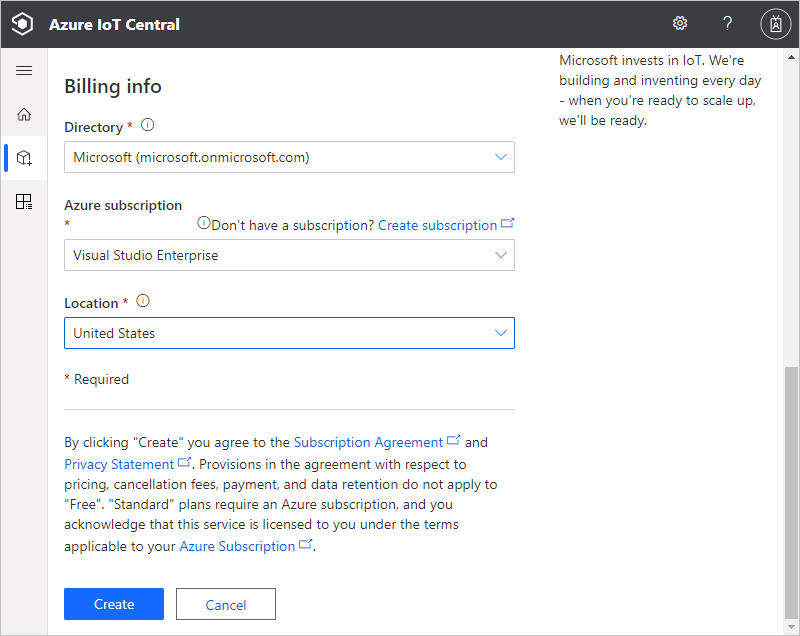 Azure IoT Central
?
Billing info
Directory *
Microsoft (microsoft.onmicrosoft.com)
Azure subscription
* Don't have a subscription? Create subscription
Visual Studio Enterprise
Location *
United States
* Required
By clicking "Create" you agree to the Subscription Agreement and
Privacy Statement. Provisions in the agreement with respect to
pricing, cancellation fees, payment, and data retention do not apply to
"Free". "Standard" plans require an Azure subscription, and you
acknowledge that this service is licensed to you under the terms
applicable to your Azure Subscription.
Create
Cancel
Microsoft invests in IoT. We're
building and inventing every day
- when you're ready to scale up,
we'll be ready.